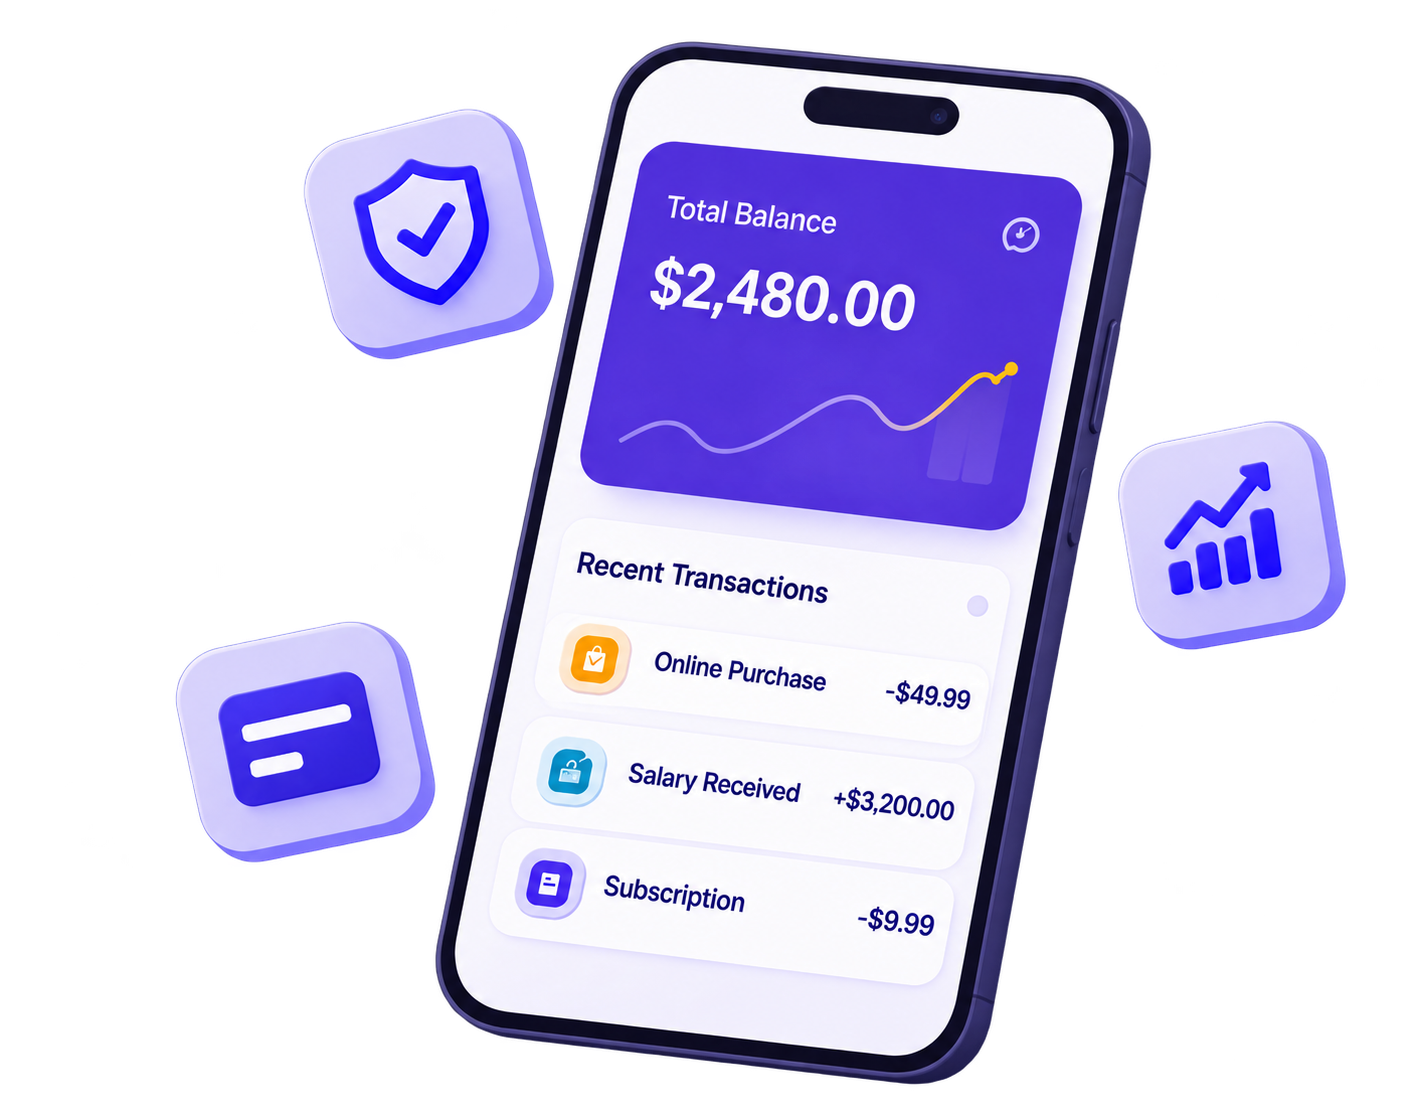 Total Balance
$2,480.00
Recent Transactions
Online Purchase -$49.99
Salary Received +$3,200.00
Subscription -$9.99